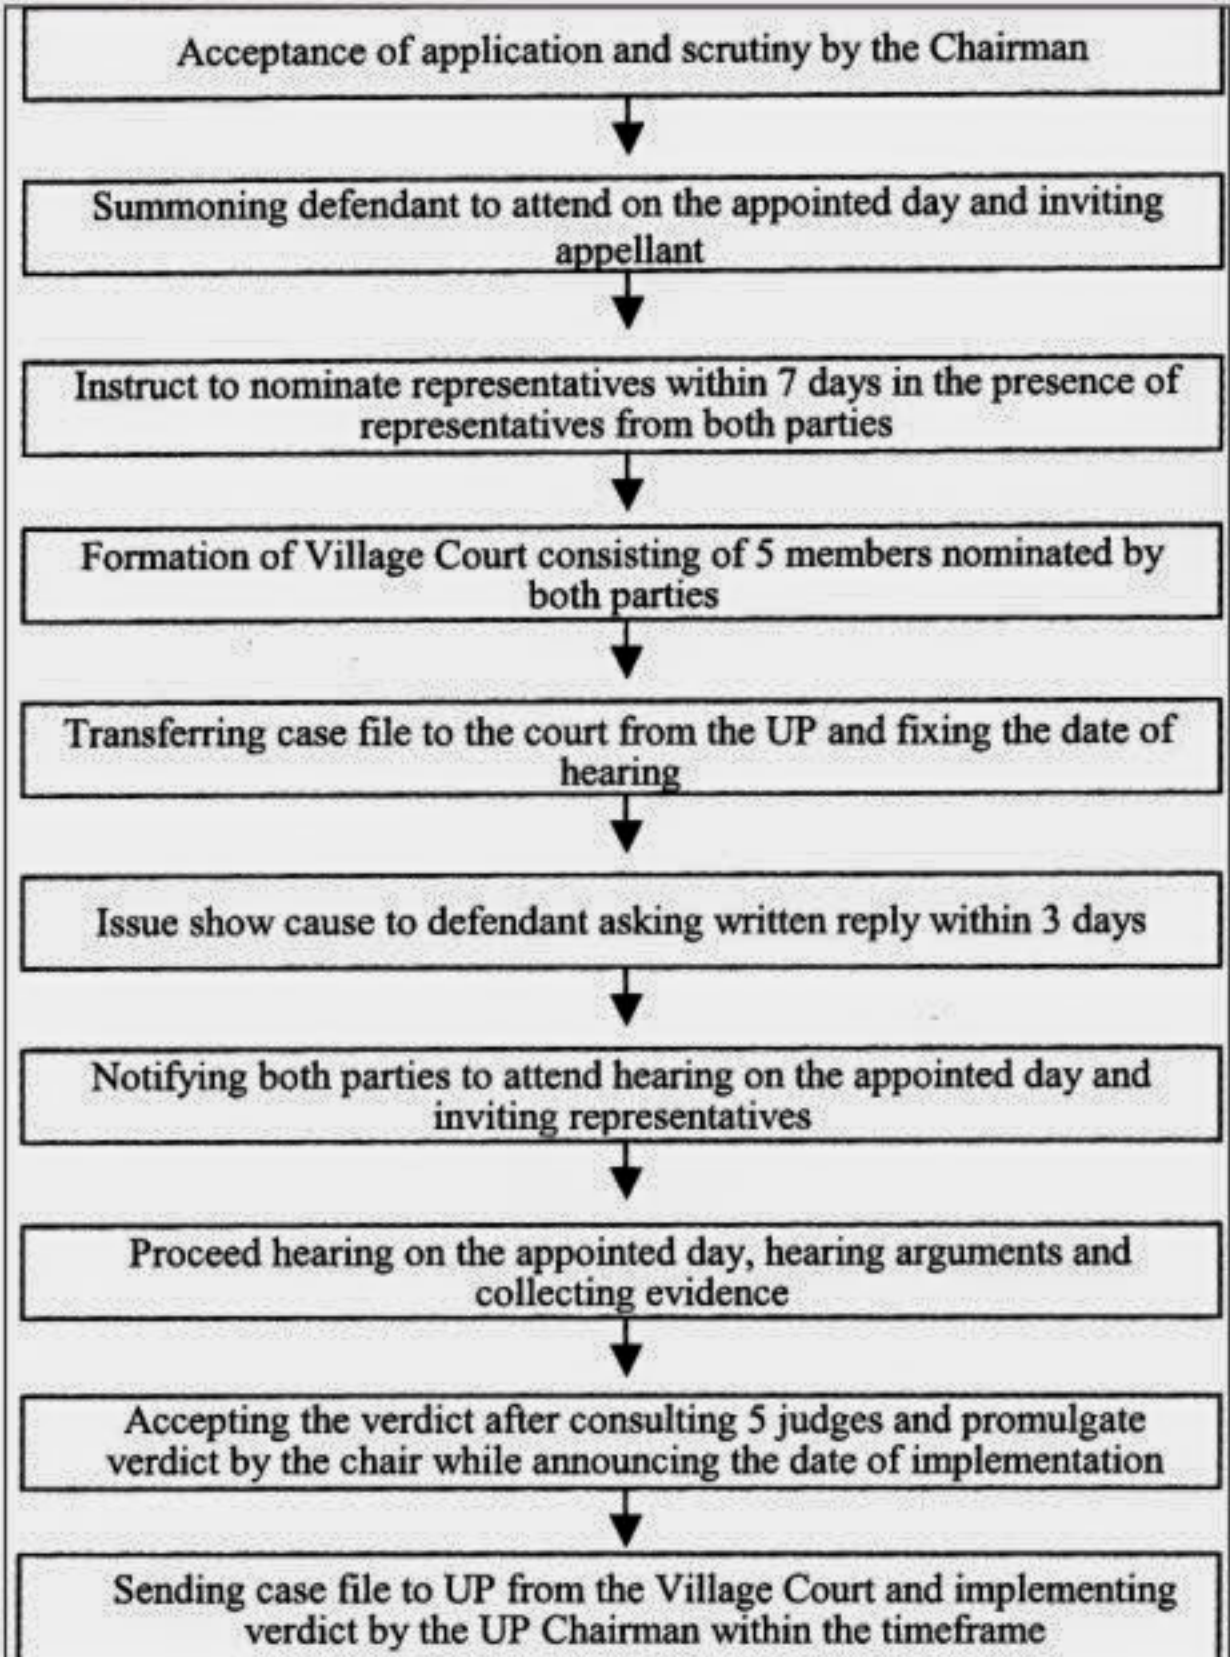 Acceptance of application and scrutiny by the Chairman
Summoning defendant to attend on the appointed day and inviting
appellant
Instruct to nominate representatives within 7 days in the presence of
representatives from both parties
Formation of Village Court consisting of 5 members nominated by
both parties
Transferring case file to the court from the UP and fixing the date of
hearing
Issue show cause to defendant asking written reply within 3 days
Notifying both parties to attend hearing on the appointed day and
inviting representatives
Proceed hearing on the appointed day, hearing arguments and
collecting evidence
Accepting the verdict after consulting 5 judges and promulgate
verdict by the chair while announcing the date of implementation
Sending case file to UP from the Village Court and implementing
verdict by the UP Chairman within the timeframe